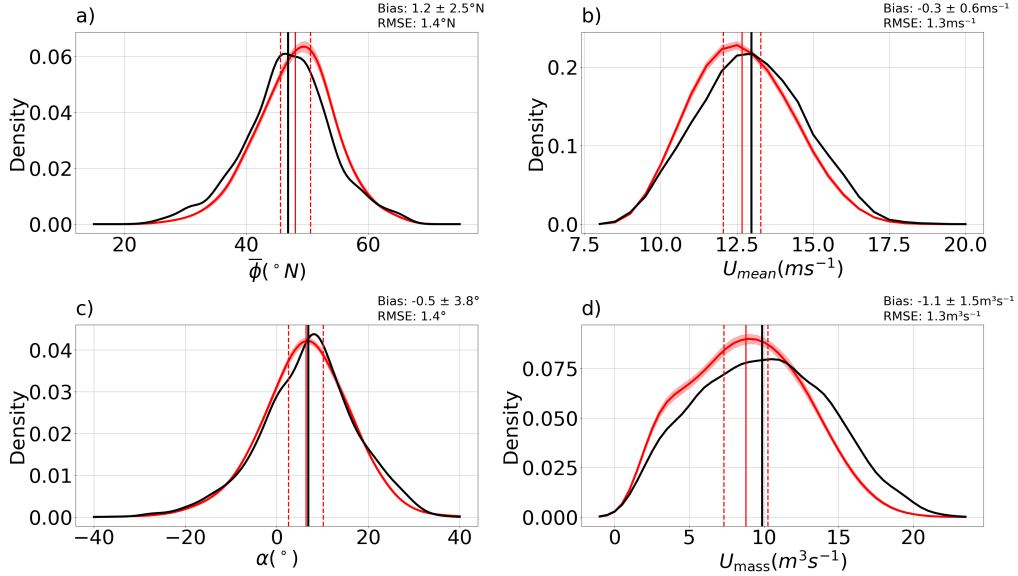 a)
Bias: 1.2 ± 2.5°N
RMSE: 1.4°N
Density
0.06
0.04
0.02
0.00
20 40 60
ϕ̅(°N)
b)
Bias: -0.3 ± 0.6ms⁻¹
RMSE: 1.3ms⁻¹
Density
0.2
0.1
0.0
7.5 10.0 12.5 15.0 17.5 20.0
U_mean(ms⁻¹)
c)
Bias: -0.5 ± 3.8°
RMSE: 1.4°
Density
0.04
0.03
0.02
0.01
0.00
−40 −20 0 20 40
α(°)
d)
Bias: -1.1 ± 1.5m³s⁻¹
RMSE: 1.3m³s⁻¹
Density
0.075
0.050
0.025
0.000
0 5 10 15 20
U_mass(m³s⁻¹)